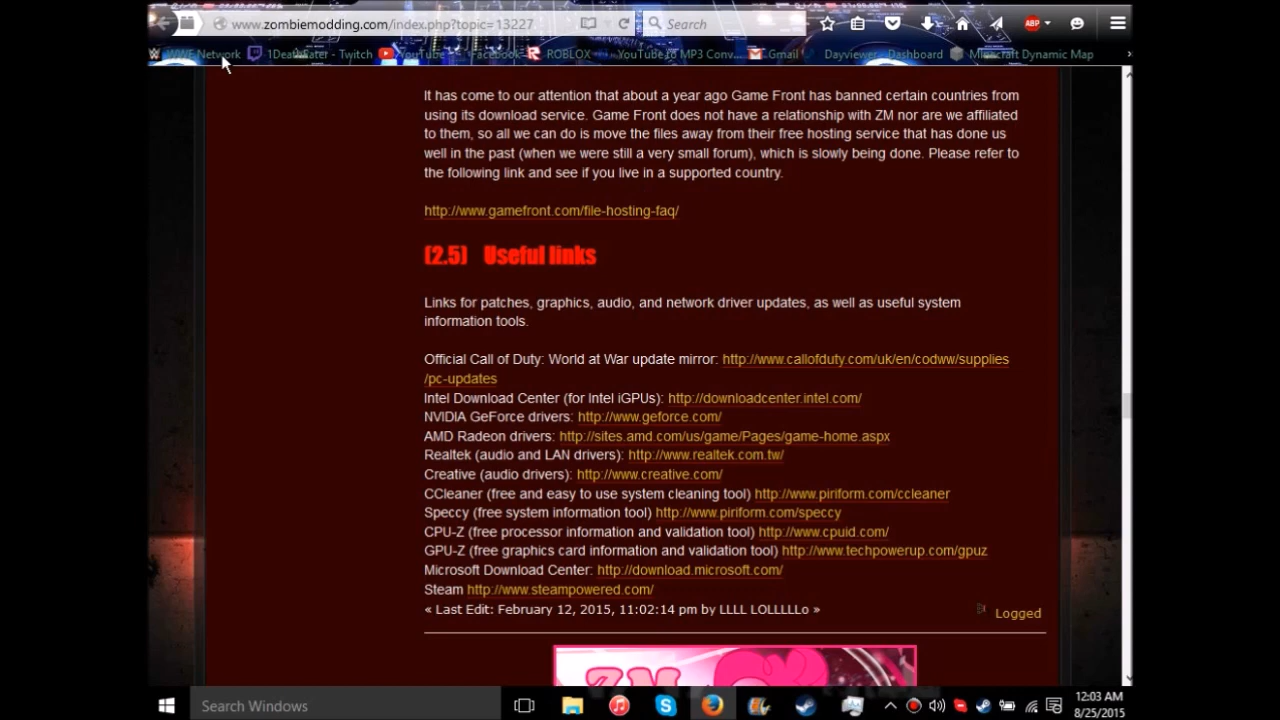 www.zombiemodding.com/index.php?topic=13227
Search
ABP
WWE Network
1DeathEater - Twitch
YouTube
Facebook
ROBLOX
YouTube to MP3 Conv...
Gmail
Dayviewer - Dashboard
Minecraft Dynamic Map
It has come to our attention that about a year ago Game Front has banned certain countries from
using its download service. Game Front does not have a relationship with ZM nor are we affiliated
to them, so all we can do is move the files away from their free hosting service that has done us
well in the past (when we were still a very small forum), which is slowly being done. Please refer to
the following link and see if you live in a supported country.
http://www.gamefront.com/file-hosting-faq/
(2.5) Useful links
Links for patches, graphics, audio, and network driver updates, as well as useful system
information tools.
Official Call of Duty: World at War update mirror: http://www.callofduty.com/uk/en/codww/supplies
/pc-updates
Intel Download Center (for Intel iGPUs): http://downloadcenter.intel.com/
NVIDIA GeForce drivers: http://www.geforce.com/
AMD Radeon drivers: http://sites.amd.com/us/game/Pages/game-home.aspx
Realtek (audio and LAN drivers): http://www.realtek.com.tw/
Creative (audio drivers): http://www.creative.com/
CCleaner (free and easy to use system cleaning tool) http://www.piriform.com/ccleaner
Speccy (free system information tool) http://www.piriform.com/speccy
CPU-Z (free processor information and validation tool) http://www.cpuid.com/
GPU-Z (free graphics card information and validation tool) http://www.techpowerup.com/gpuz
Microsoft Download Center: http://download.microsoft.com/
Steam http://www.steampowered.com/
« Last Edit: February 12, 2015, 11:02:14 pm by LLLL LOLLLLLo »
Logged
ZM
Search Windows
12:03 AM
8/25/2015